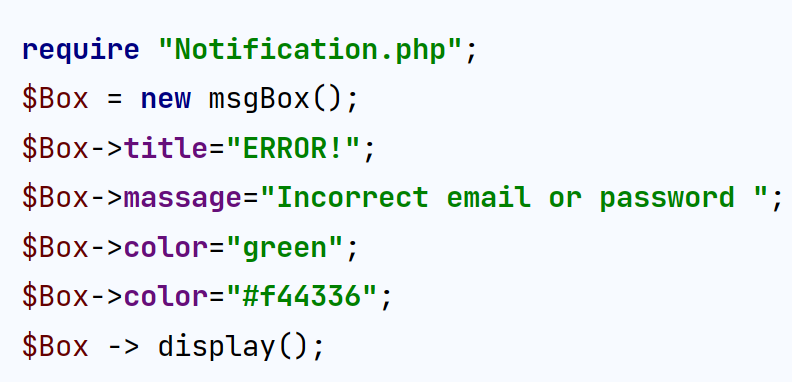 require "Notification.php";
$Box = new msgBox();
$Box->title="ERROR!";
$Box->massage="Incorrect email or password ";
$Box->color="green";
$Box->color="#f44336";
$Box -> display();